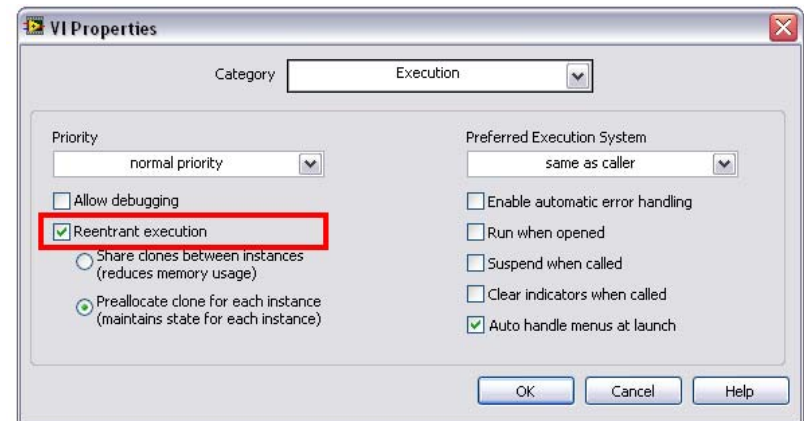 VI Properties
Category Execution
Priority
normal priority
Allow debugging
Reentrant execution
Share clones between instances
(reduces memory usage)
Preallocate clone for each instance
(maintains state for each instance)
Preferred Execution System
same as caller
Enable automatic error handling
Run when opened
Suspend when called
Clear indicators when called
Auto handle menus at launch
OK Cancel Help